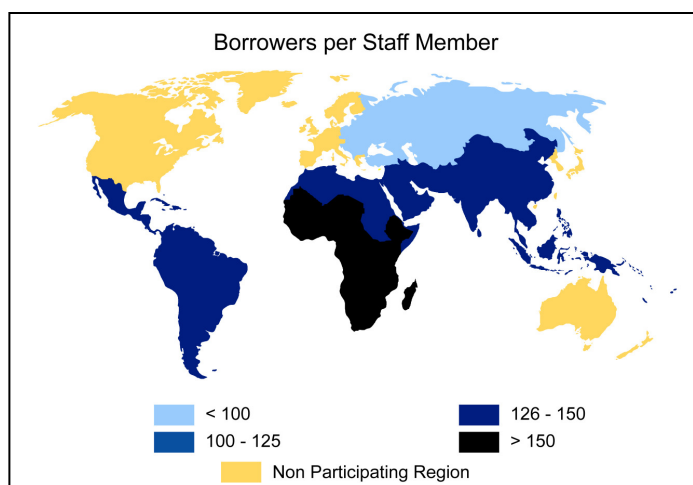 Borrowers per Staff Member
< 100
126 - 150
100 - 125
> 150
Non Participating Region